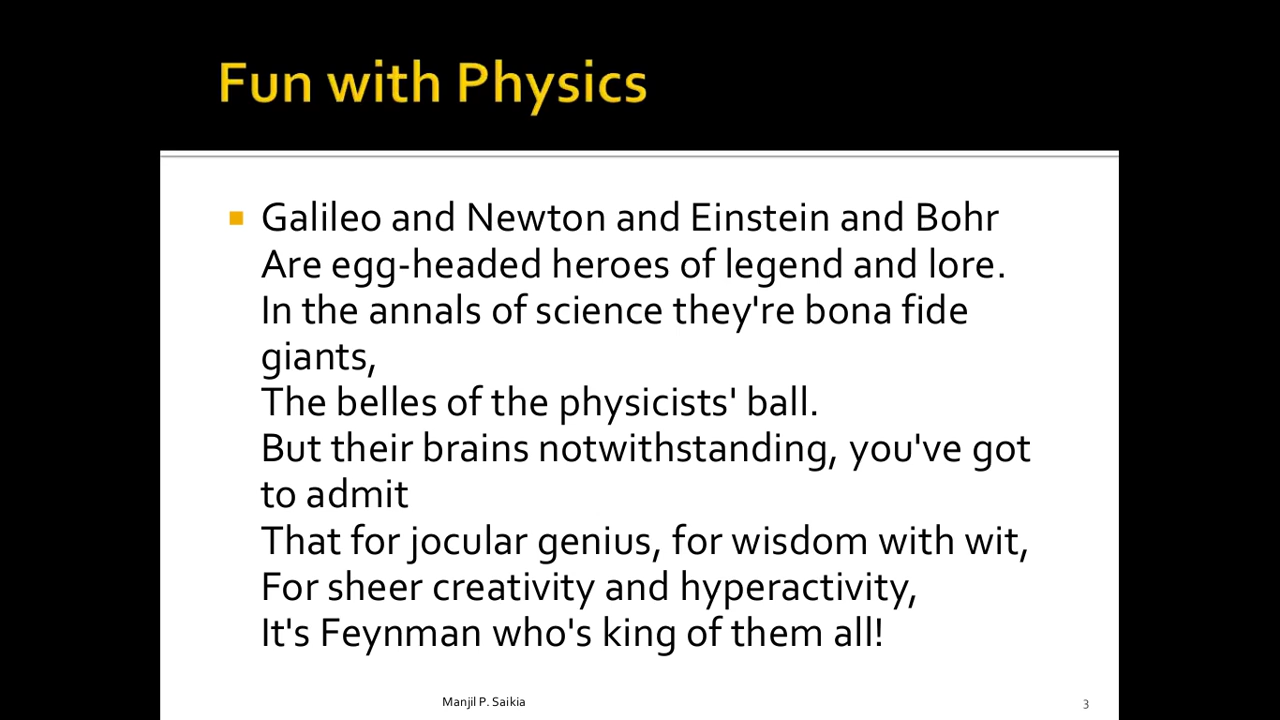 Fun with Physics
Galileo and Newton and Einstein and Bohr
Are egg-headed heroes of legend and lore.
In the annals of science they're bona fide
giants,
The belles of the physicists' ball.
But their brains notwithstanding, you've got
to admit
That for jocular genius, for wisdom with wit,
For sheer creativity and hyperactivity,
It's Feynman who's king of them all!
Manjil P. Saikia
3